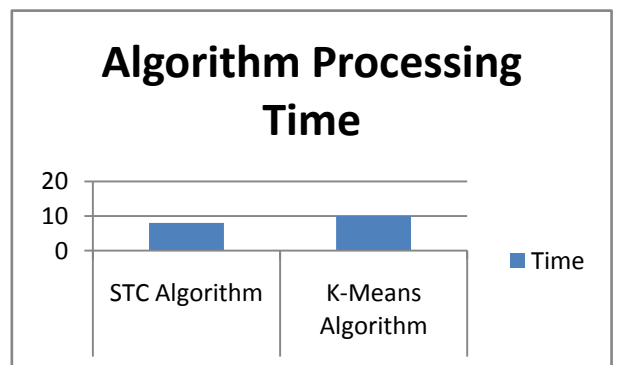 Algorithm Processing
Time
20
10
0
STC Algorithm
K-Means
Algorithm
Time